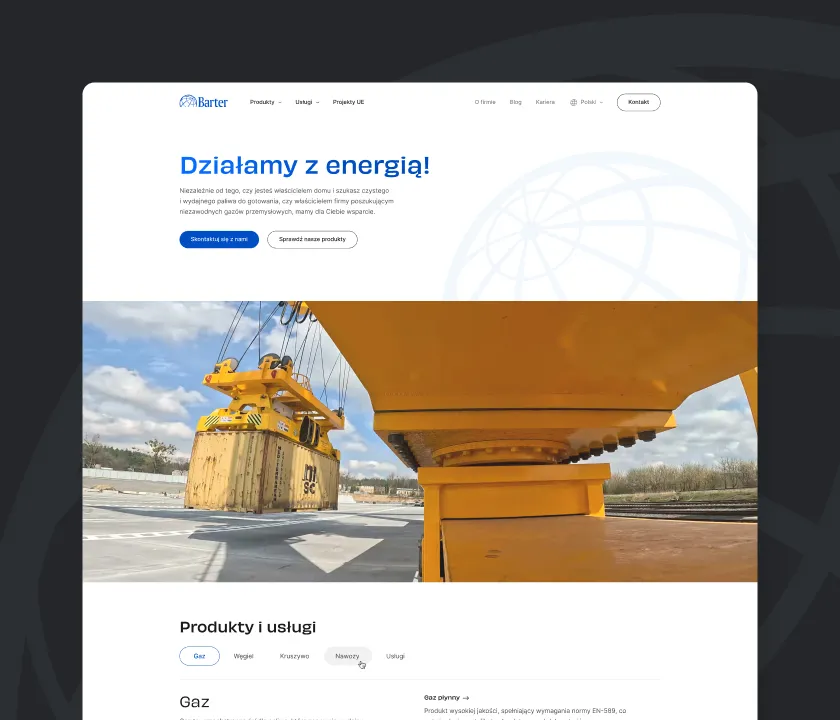 Barter
Produkty
Usługi
Projekty UE
O firmie
Blog
Kariera
Polski
Kontakt
Działamy z energią!
Niezależnie od tego, czy jesteś właścicielem domu i szukasz czystego
i wydajnego paliwa do gotowania, czy właścicielem firmy poszukującym
niezawodnych gazów przemysłowych, mamy dla Ciebie wsparcie.
Skontaktuj się z nami
Sprawdź nasze produkty
m
sc
Produkty i usługi
Gaz
Węgiel
Kruszywo
Nawozy
Usługi
Gaz
Gaz płynny →
Produkt wysokiej jakości, spełniający wymagania normy EN-589, co